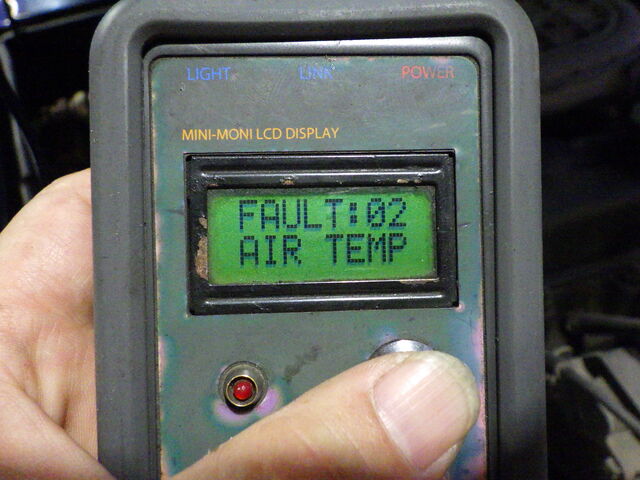 LIGHT LINK POWER
MINI-MONI LCD DISPLAY
FAULT:02
AIR TEMP